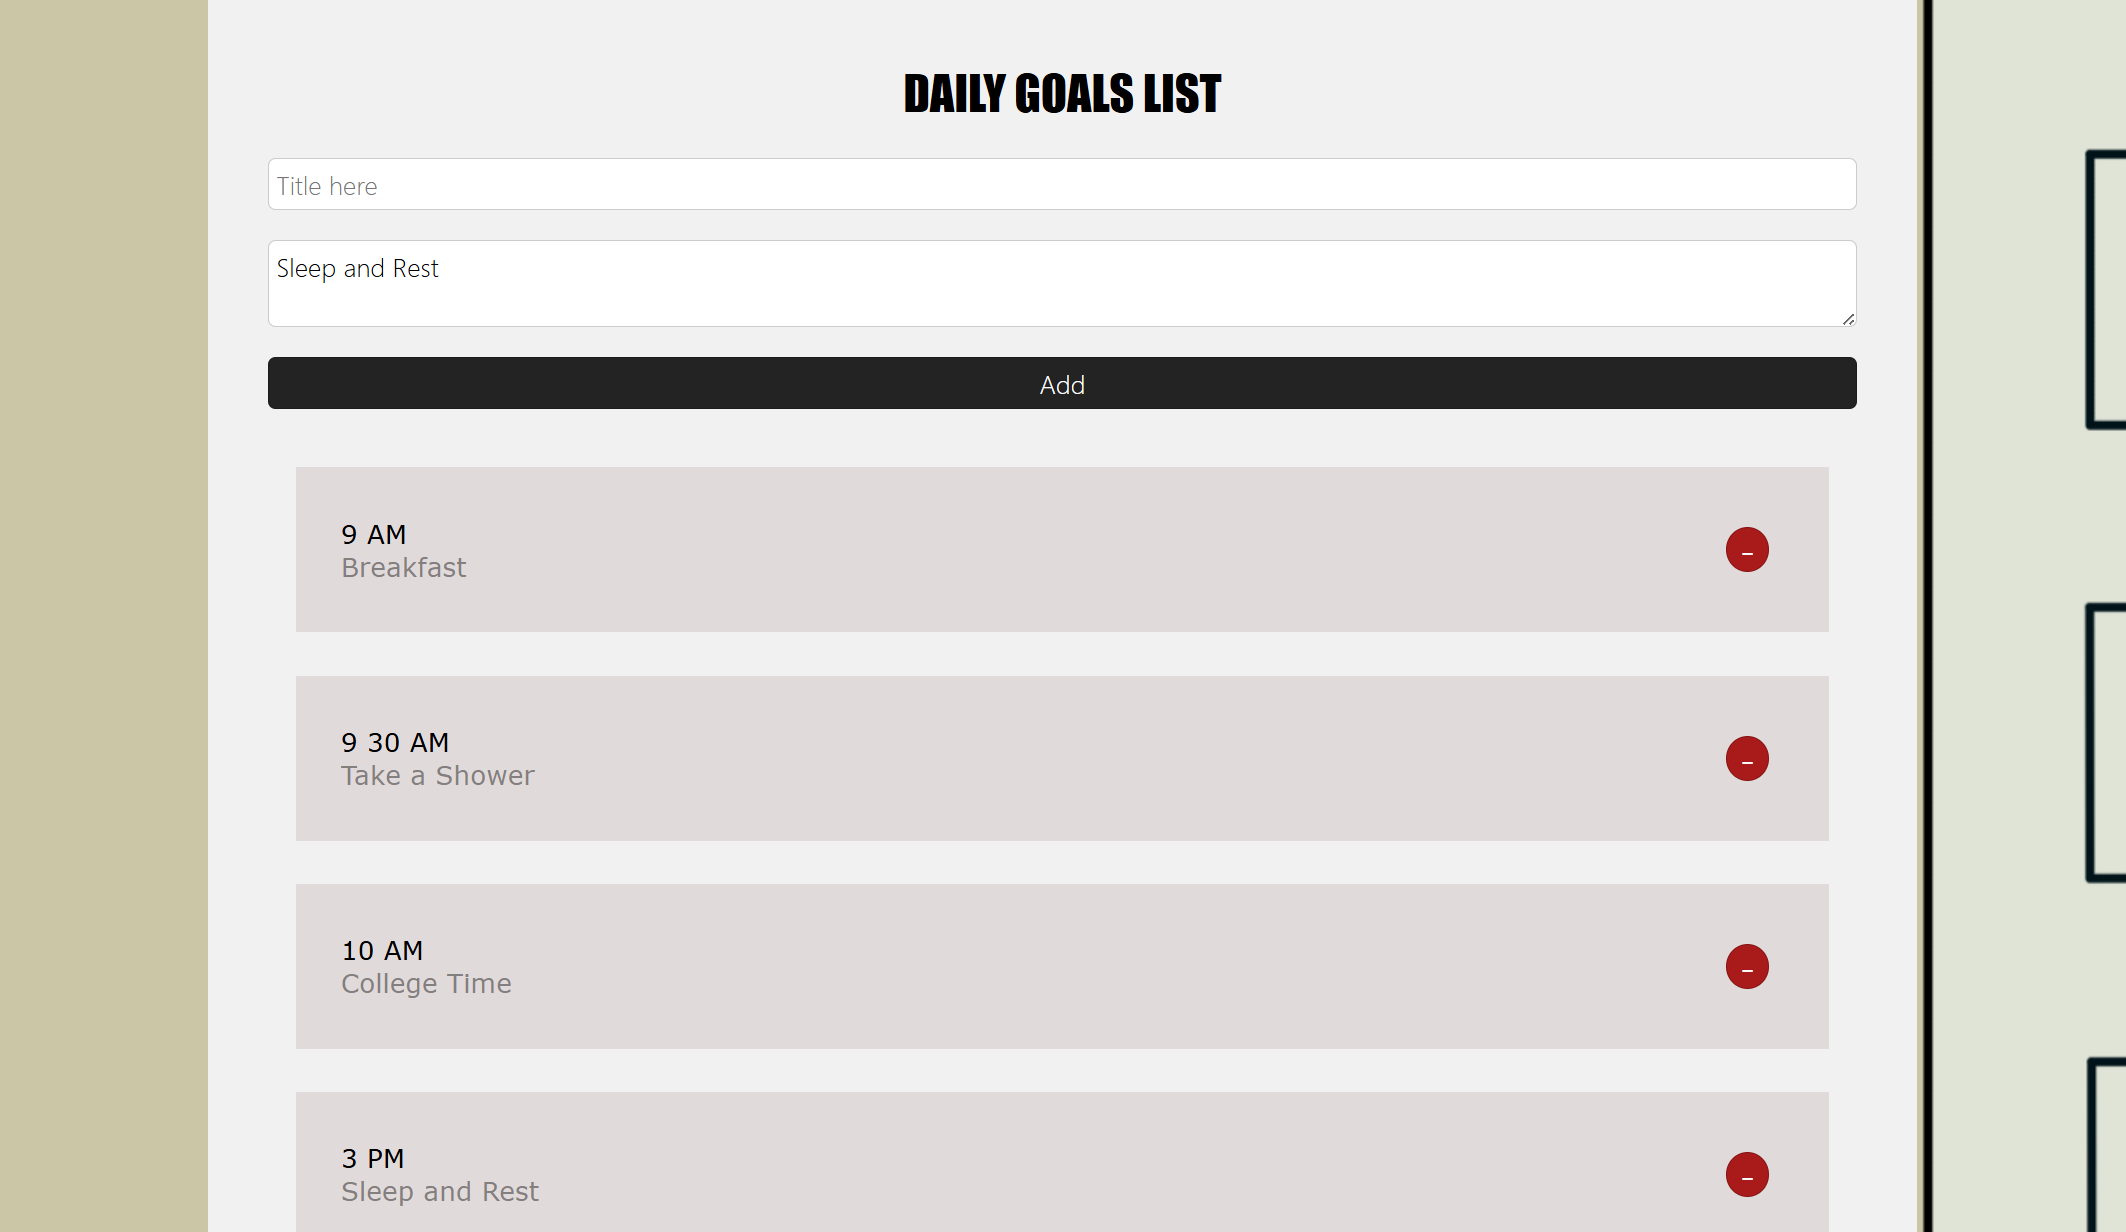 DAILY GOALS LIST
Title here
Sleep and Rest
Add
9 AM
Breakfast
-
9 30 AM
Take a Shower
-
10 AM
College Time
-
3 PM
Sleep and Rest
-